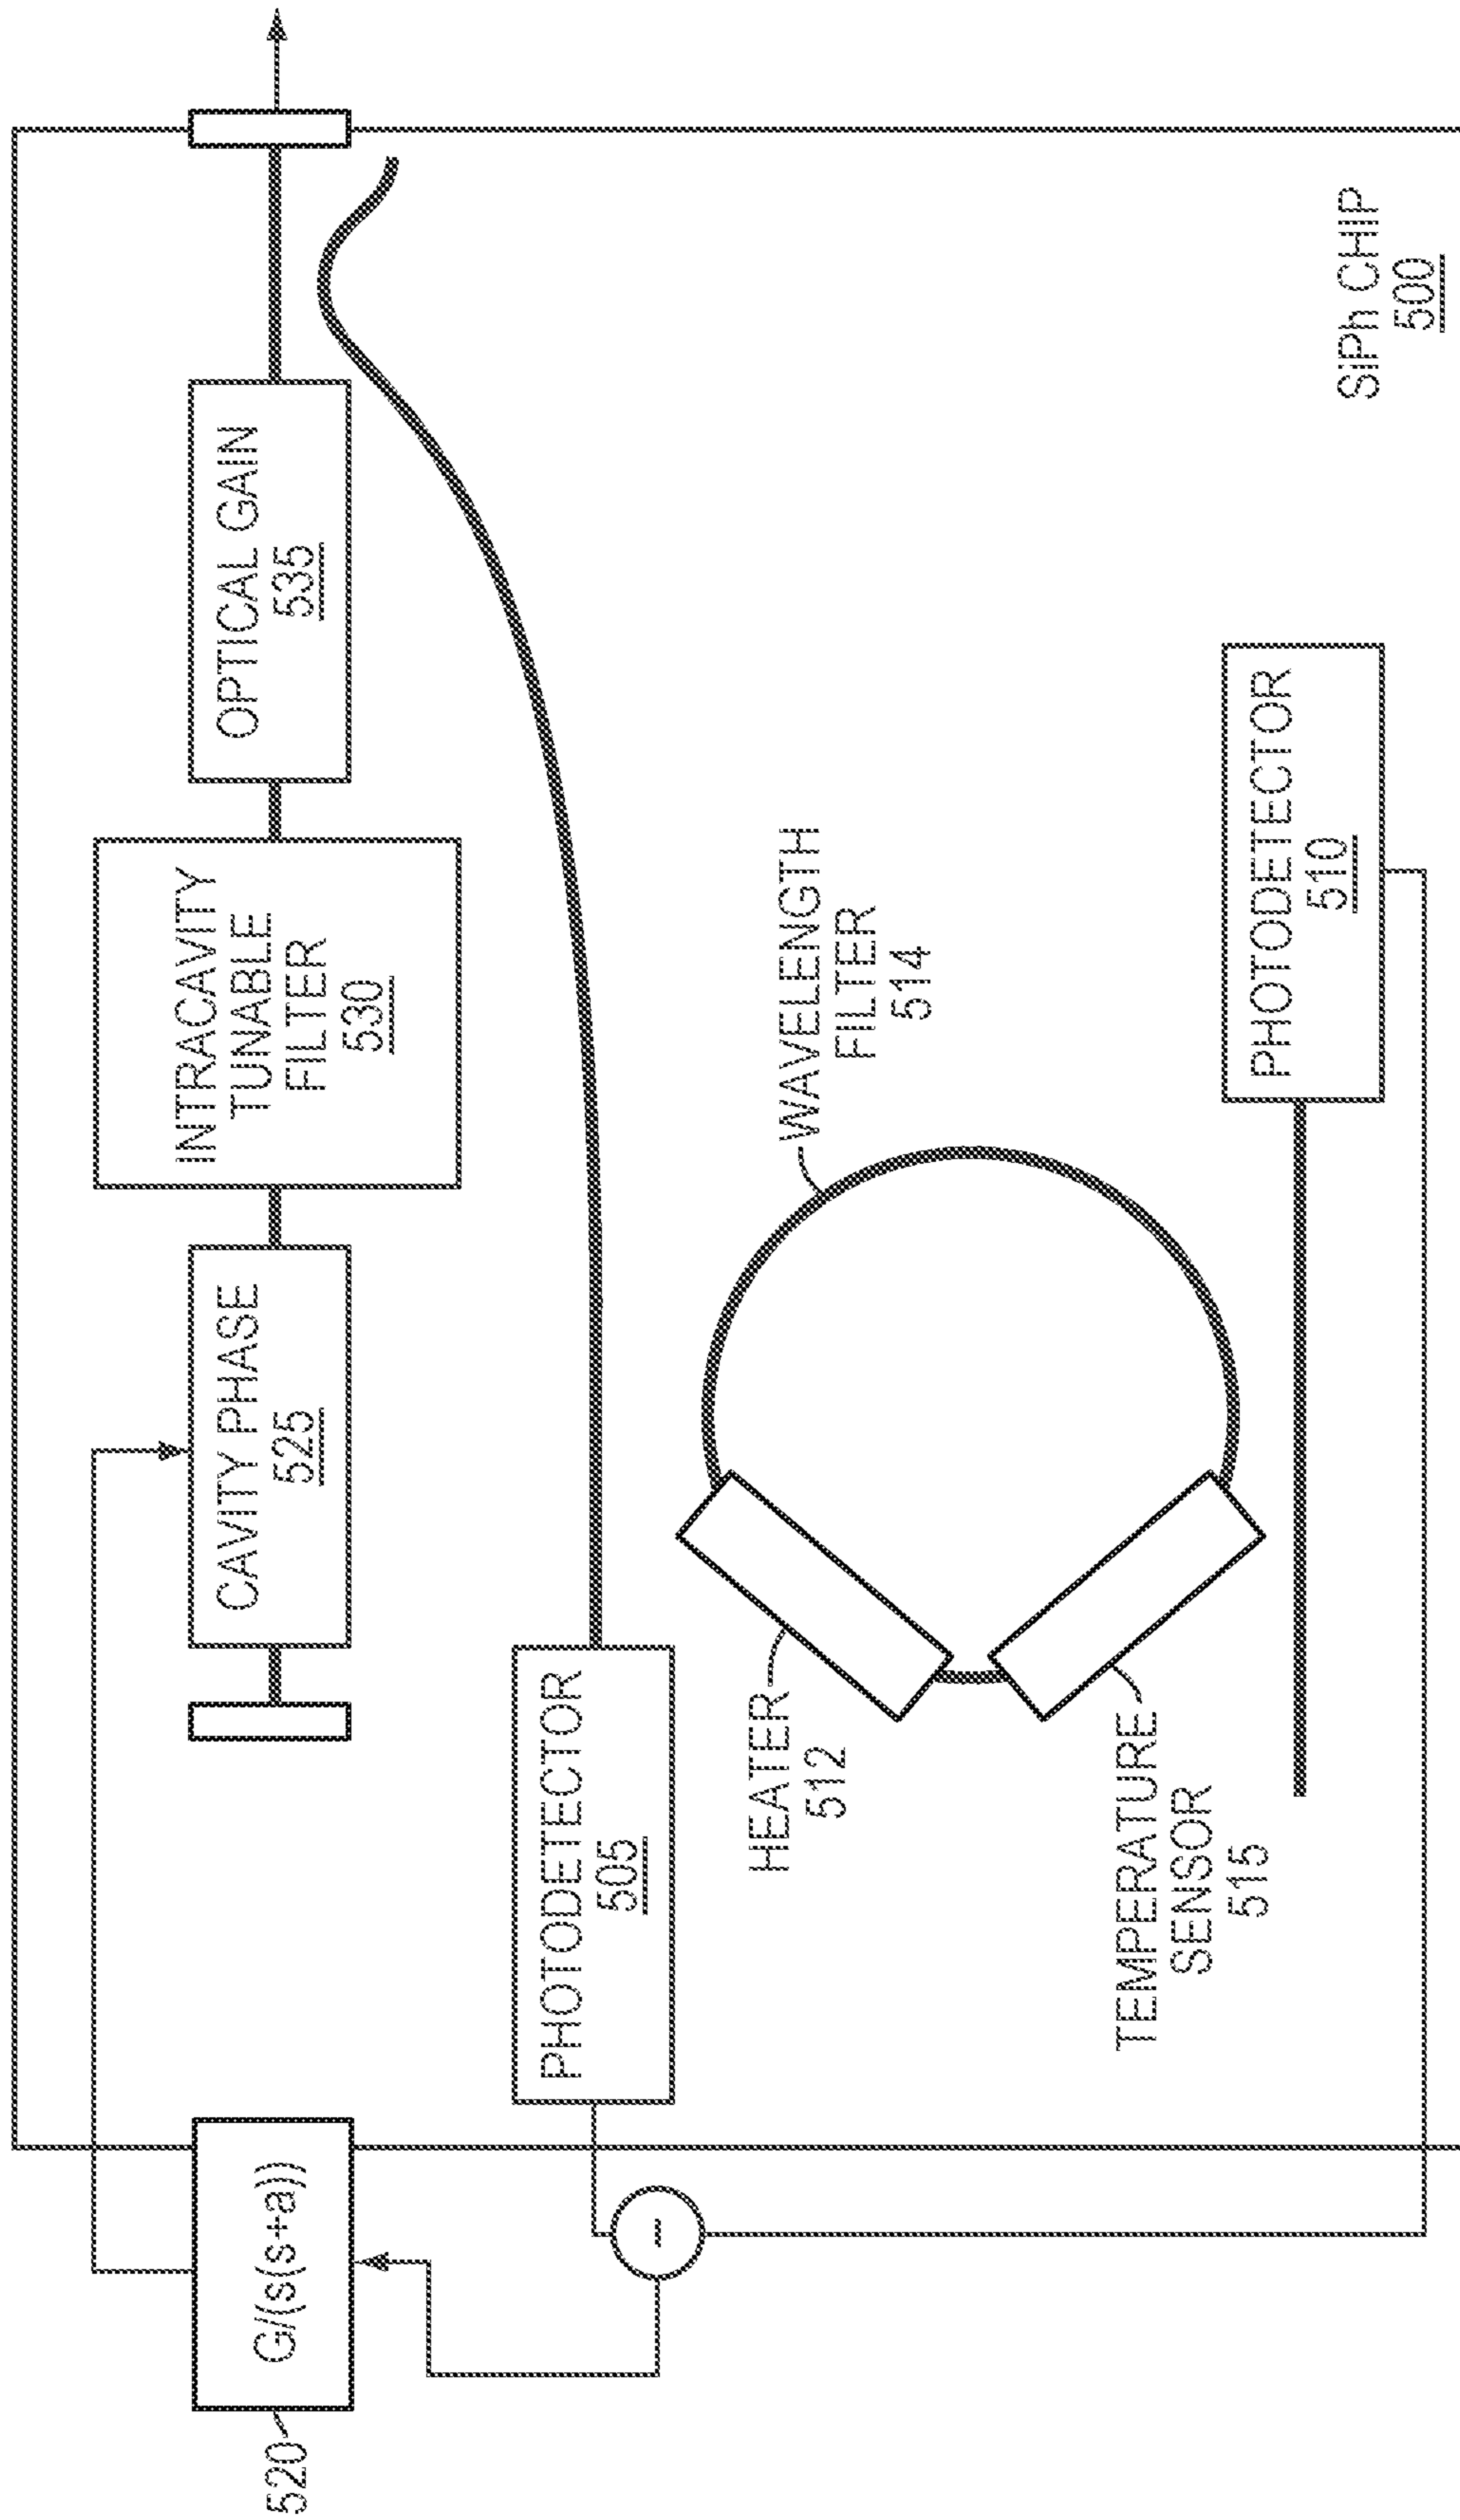 520
G/(s(s+a))
CAVITY PHASE
525
INTRACAVITY
TUNABLE
FILTER
530
OPTICAL GAIN
535
PHOTODETECTOR
505
HEATER
512
WAVELENGTH
FILTER
514
TEMPERATURE
SENSOR
515
PHOTODETECTOR
510
SiPh CHIP
500
-